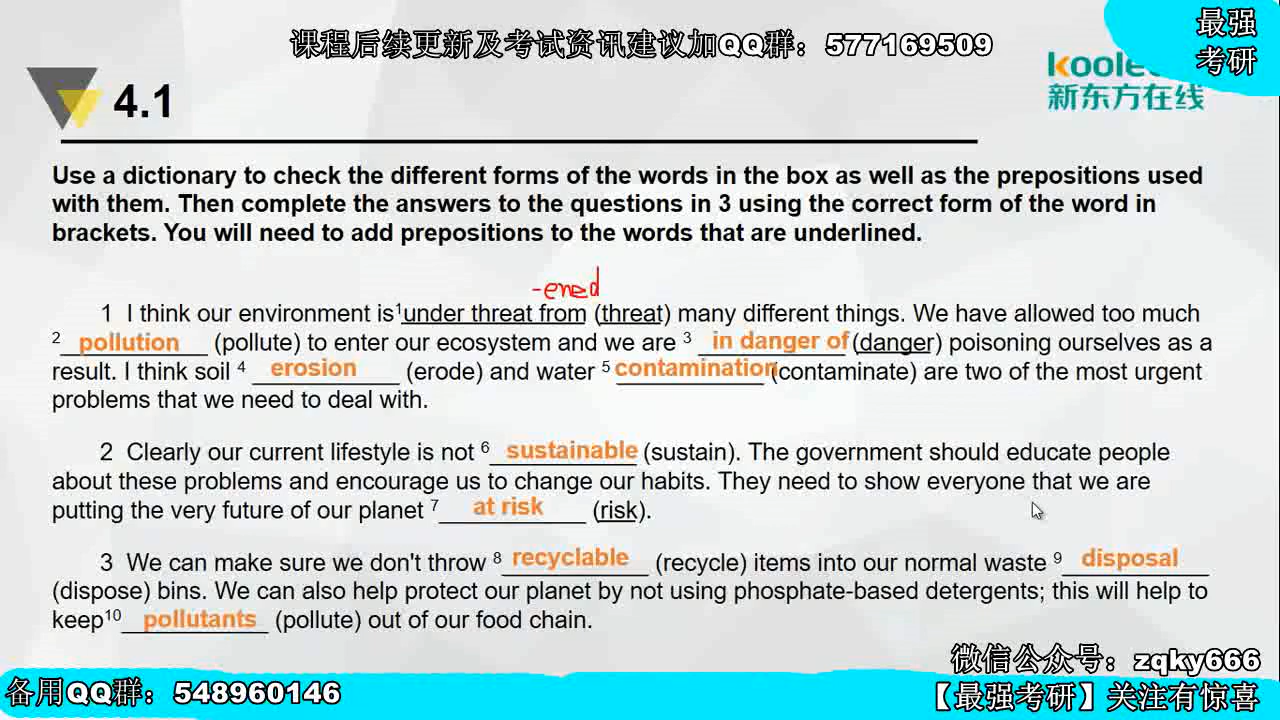 课程后续更新及考试资讯建议加QQ群：577169509
最强
考研
koole
新东方在线
4.1
Use a dictionary to check the different forms of the words in the box as well as the prepositions used
with them. Then complete the answers to the questions in 3 using the correct form of the word in
brackets. You will need to add prepositions to the words that are underlined.
-ened
1 I think our environment is ¹under threat from (threat) many different things. We have allowed too much
² pollution (pollute) to enter our ecosystem and we are ³ in danger of (danger) poisoning ourselves as a
result. I think soil ⁴ erosion (erode) and water ⁵ contamination (contaminate) are two of the most urgent
problems that we need to deal with.
2 Clearly our current lifestyle is not ⁶ sustainable (sustain). The government should educate people
about these problems and encourage us to change our habits. They need to show everyone that we are
putting the very future of our planet ⁷ at risk (risk).
3 We can make sure we don't throw ⁸ recyclable (recycle) items into our normal waste ⁹ disposal
(dispose) bins. We can also help protect our planet by not using phosphate-based detergents; this will help to
keep¹⁰ pollutants (pollute) out of our food chain.
微信公众号：zqky666
备用QQ群：548960146
【最强考研】关注有惊喜